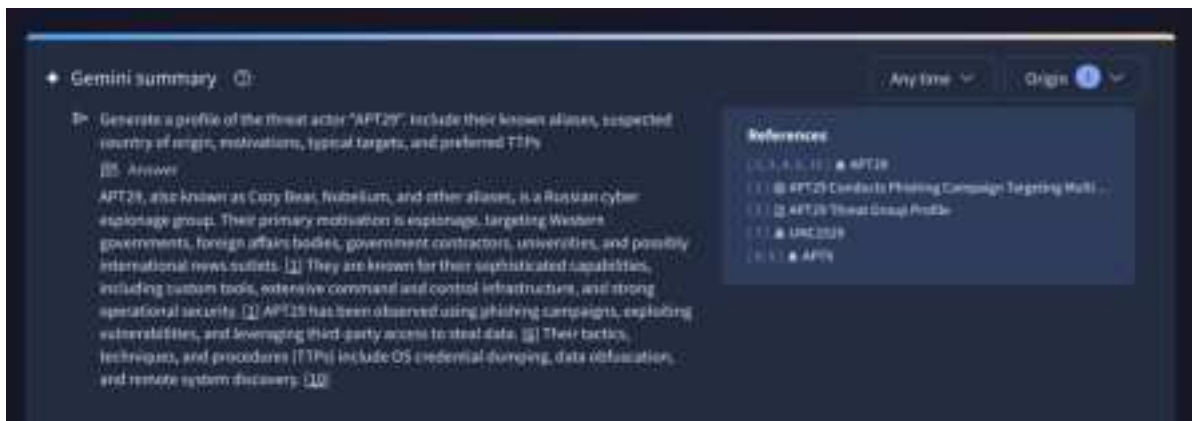 Gemini summary
Any time
Origin
Generate a profile of the threat actor "APT29". Include their known aliases, suspected
country of origin, motivations, typical targets, and preferred TTPs
Answer
APT29, also known as Cozy Bear, Nobelium, and other aliases, is a Russian cyber
espionage group. Their primary motivation is espionage, targeting Western
governments, foreign affairs bodies, government contractors, universities, and possibly
international news outlets. [1] They are known for their sophisticated capabilities,
including custom tools, extensive command and control infrastructure, and strong
operational security. [1] APT29 has been observed using phishing campaigns, exploiting
vulnerabilities, and leveraging third-party access to steal data. [6] Their tactics,
techniques, and procedures (TTPs) include OS credential dumping, data obfuscation,
and remote system discovery. [10]
References
APT29
APT29 Conducts Phishing Campaign Targeting Multi ...
APT29 Threat Group Profile